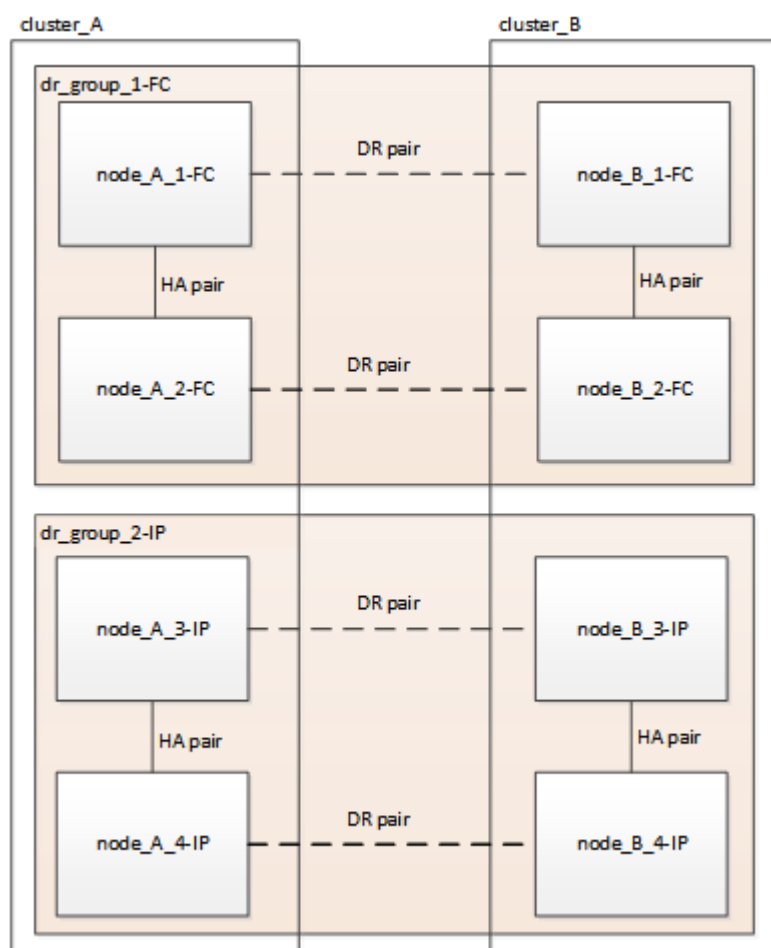 cluster_A
cluster_B
dr_group_1-FC
DR pair
node_A_1-FC
node_B_1-FC
HA pair
HA pair
DR pair
node_A_2-FC
node_B_2-FC
dr_group_2-IP
DR pair
node_A_3-IP
node_B_3-IP
HA pair
HA pair
DR pair
node_A_4-IP
node_B_4-IP